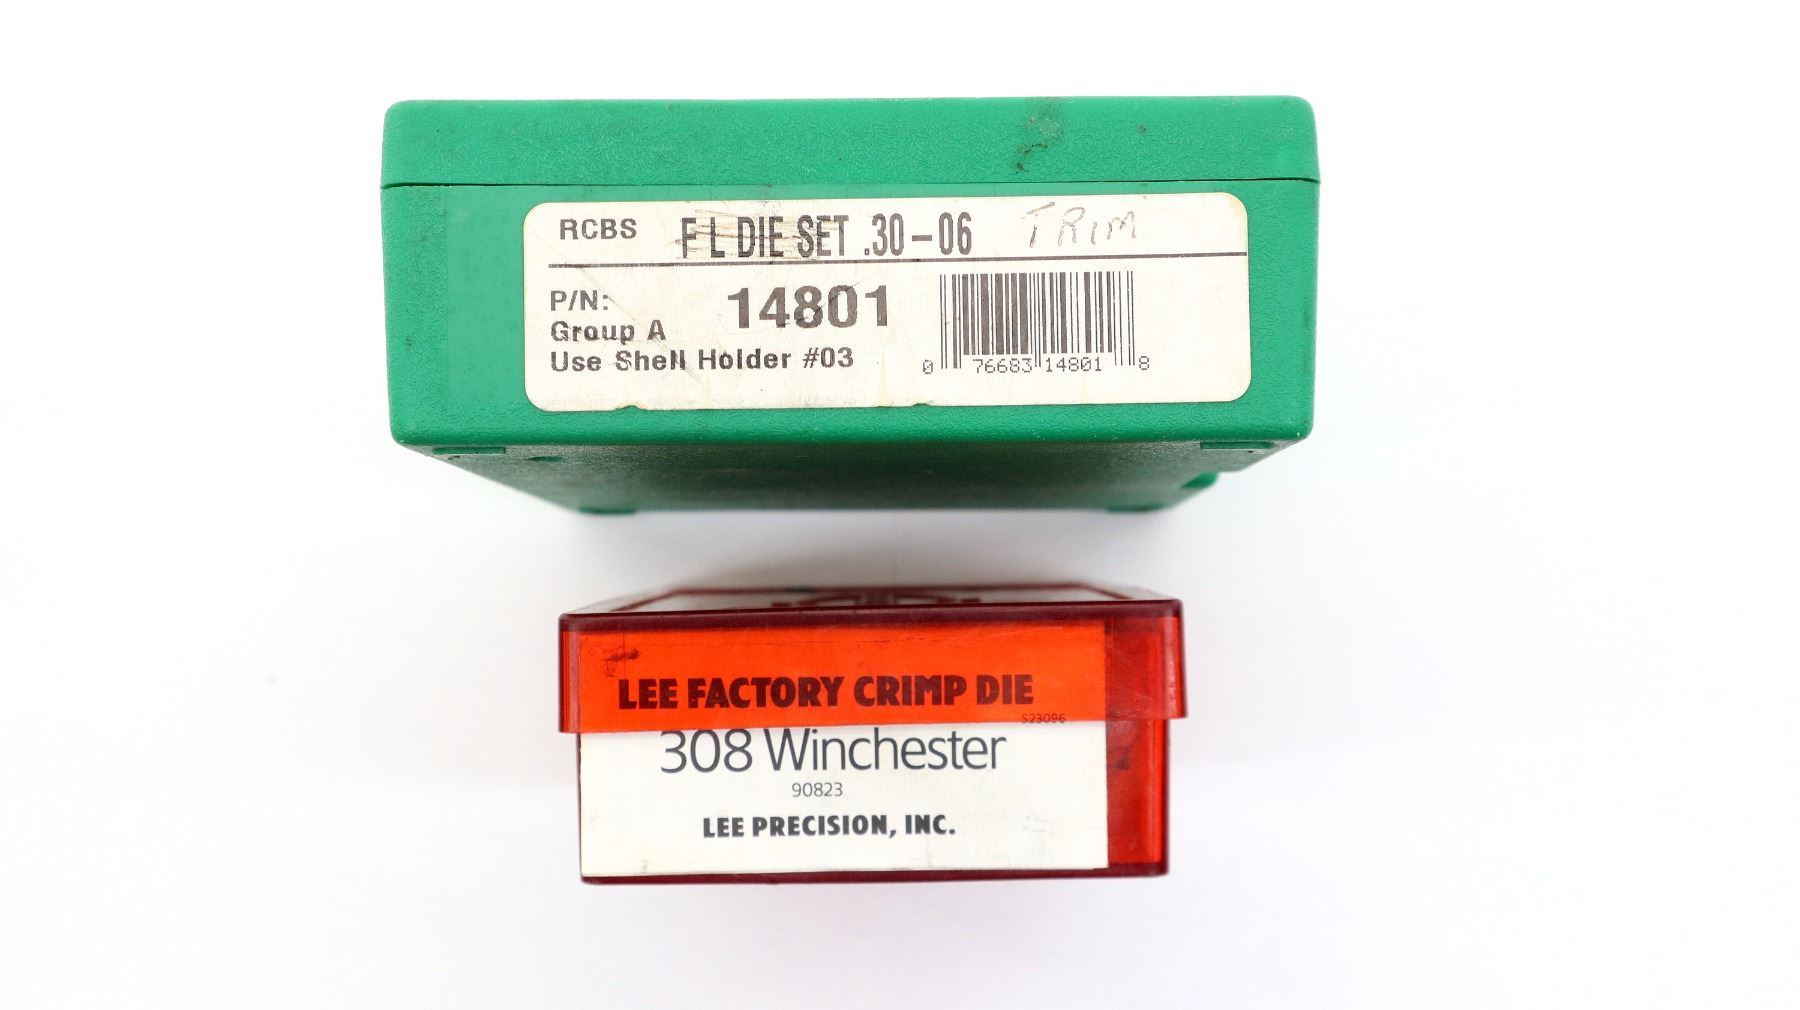 RCBS F L DIE SET .30-06 TRIM
P/N: 14801
Group A
Use Shell Holder #03
0 76683 14801 8
LEE FACTORY CRIMP DIE
S23096
308 Winchester
90823
LEE PRECISION, INC.